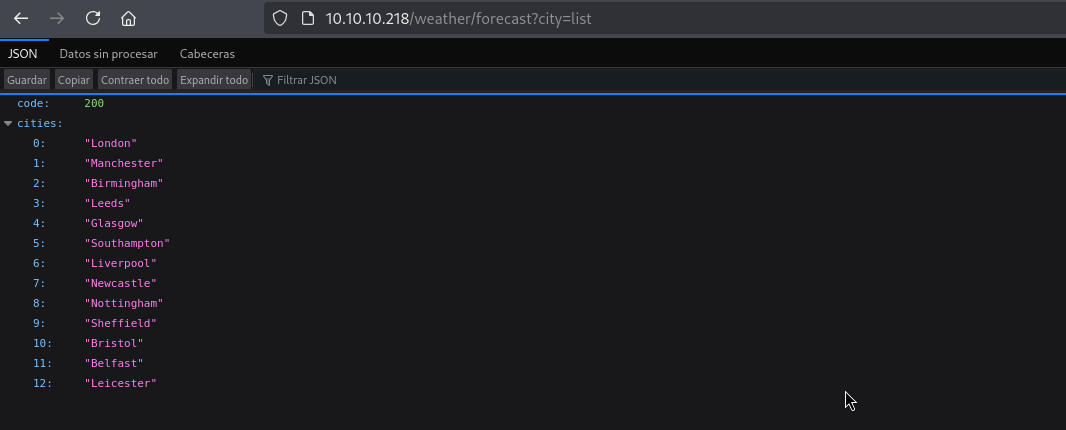 10.10.10.218/weather/forecast?city=list
JSON Datos sin procesar Cabeceras
Guardar Copiar Contraer todo Expandir todo Filtrar JSON
code: 200
cities:
0: "London"
1: "Manchester"
2: "Birmingham"
3: "Leeds"
4: "Glasgow"
5: "Southampton"
6: "Liverpool"
7: "Newcastle"
8: "Nottingham"
9: "Sheffield"
10: "Bristol"
11: "Belfast"
12: "Leicester"